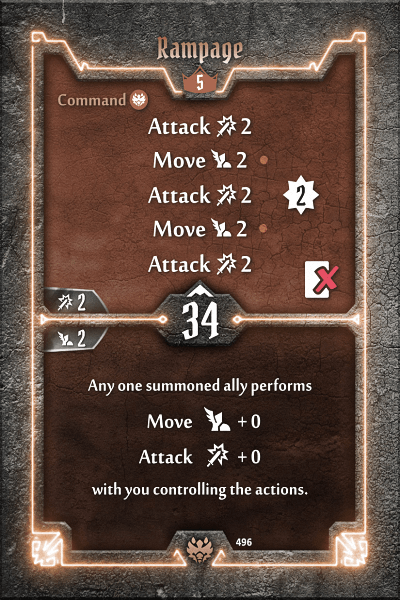 Rampage
5
Command
Attack 2
Move 2
Attack 2
2
Move 2
Attack 2
2
34
2
Any one summoned ally performs
Move +0
Attack +0
with you controlling the actions.
496